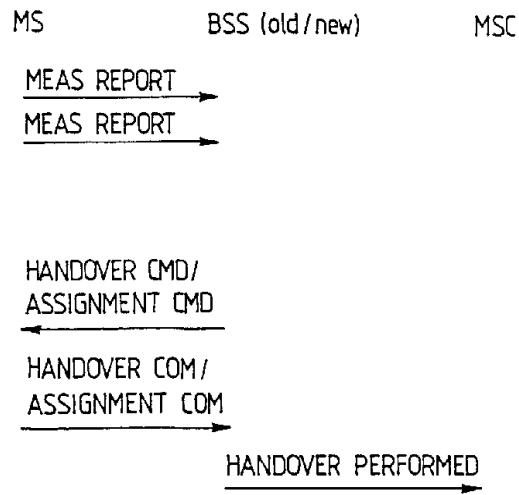 MS BSS (old/new) MSC
MEAS REPORT
MEAS REPORT
HANDOVER CMD/
ASSIGNMENT CMD
HANDOVER COM/
ASSIGNMENT COM
HANDOVER PERFORMED